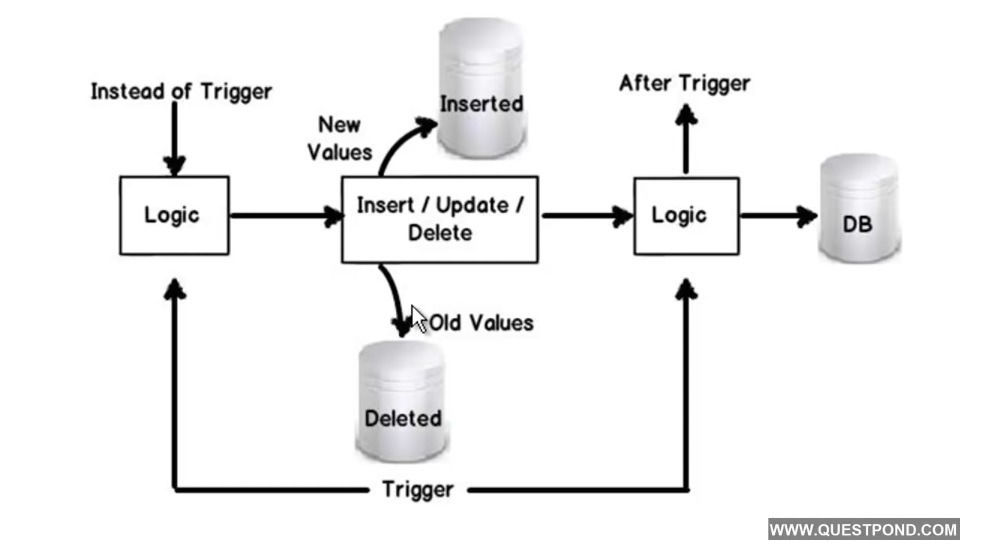 Instead of Trigger
Logic
New
Values
Inserted
Insert / Update /
Delete
Old Values
Deleted
After Trigger
Logic
DB
Trigger
WWW.QUESTPOND.COM